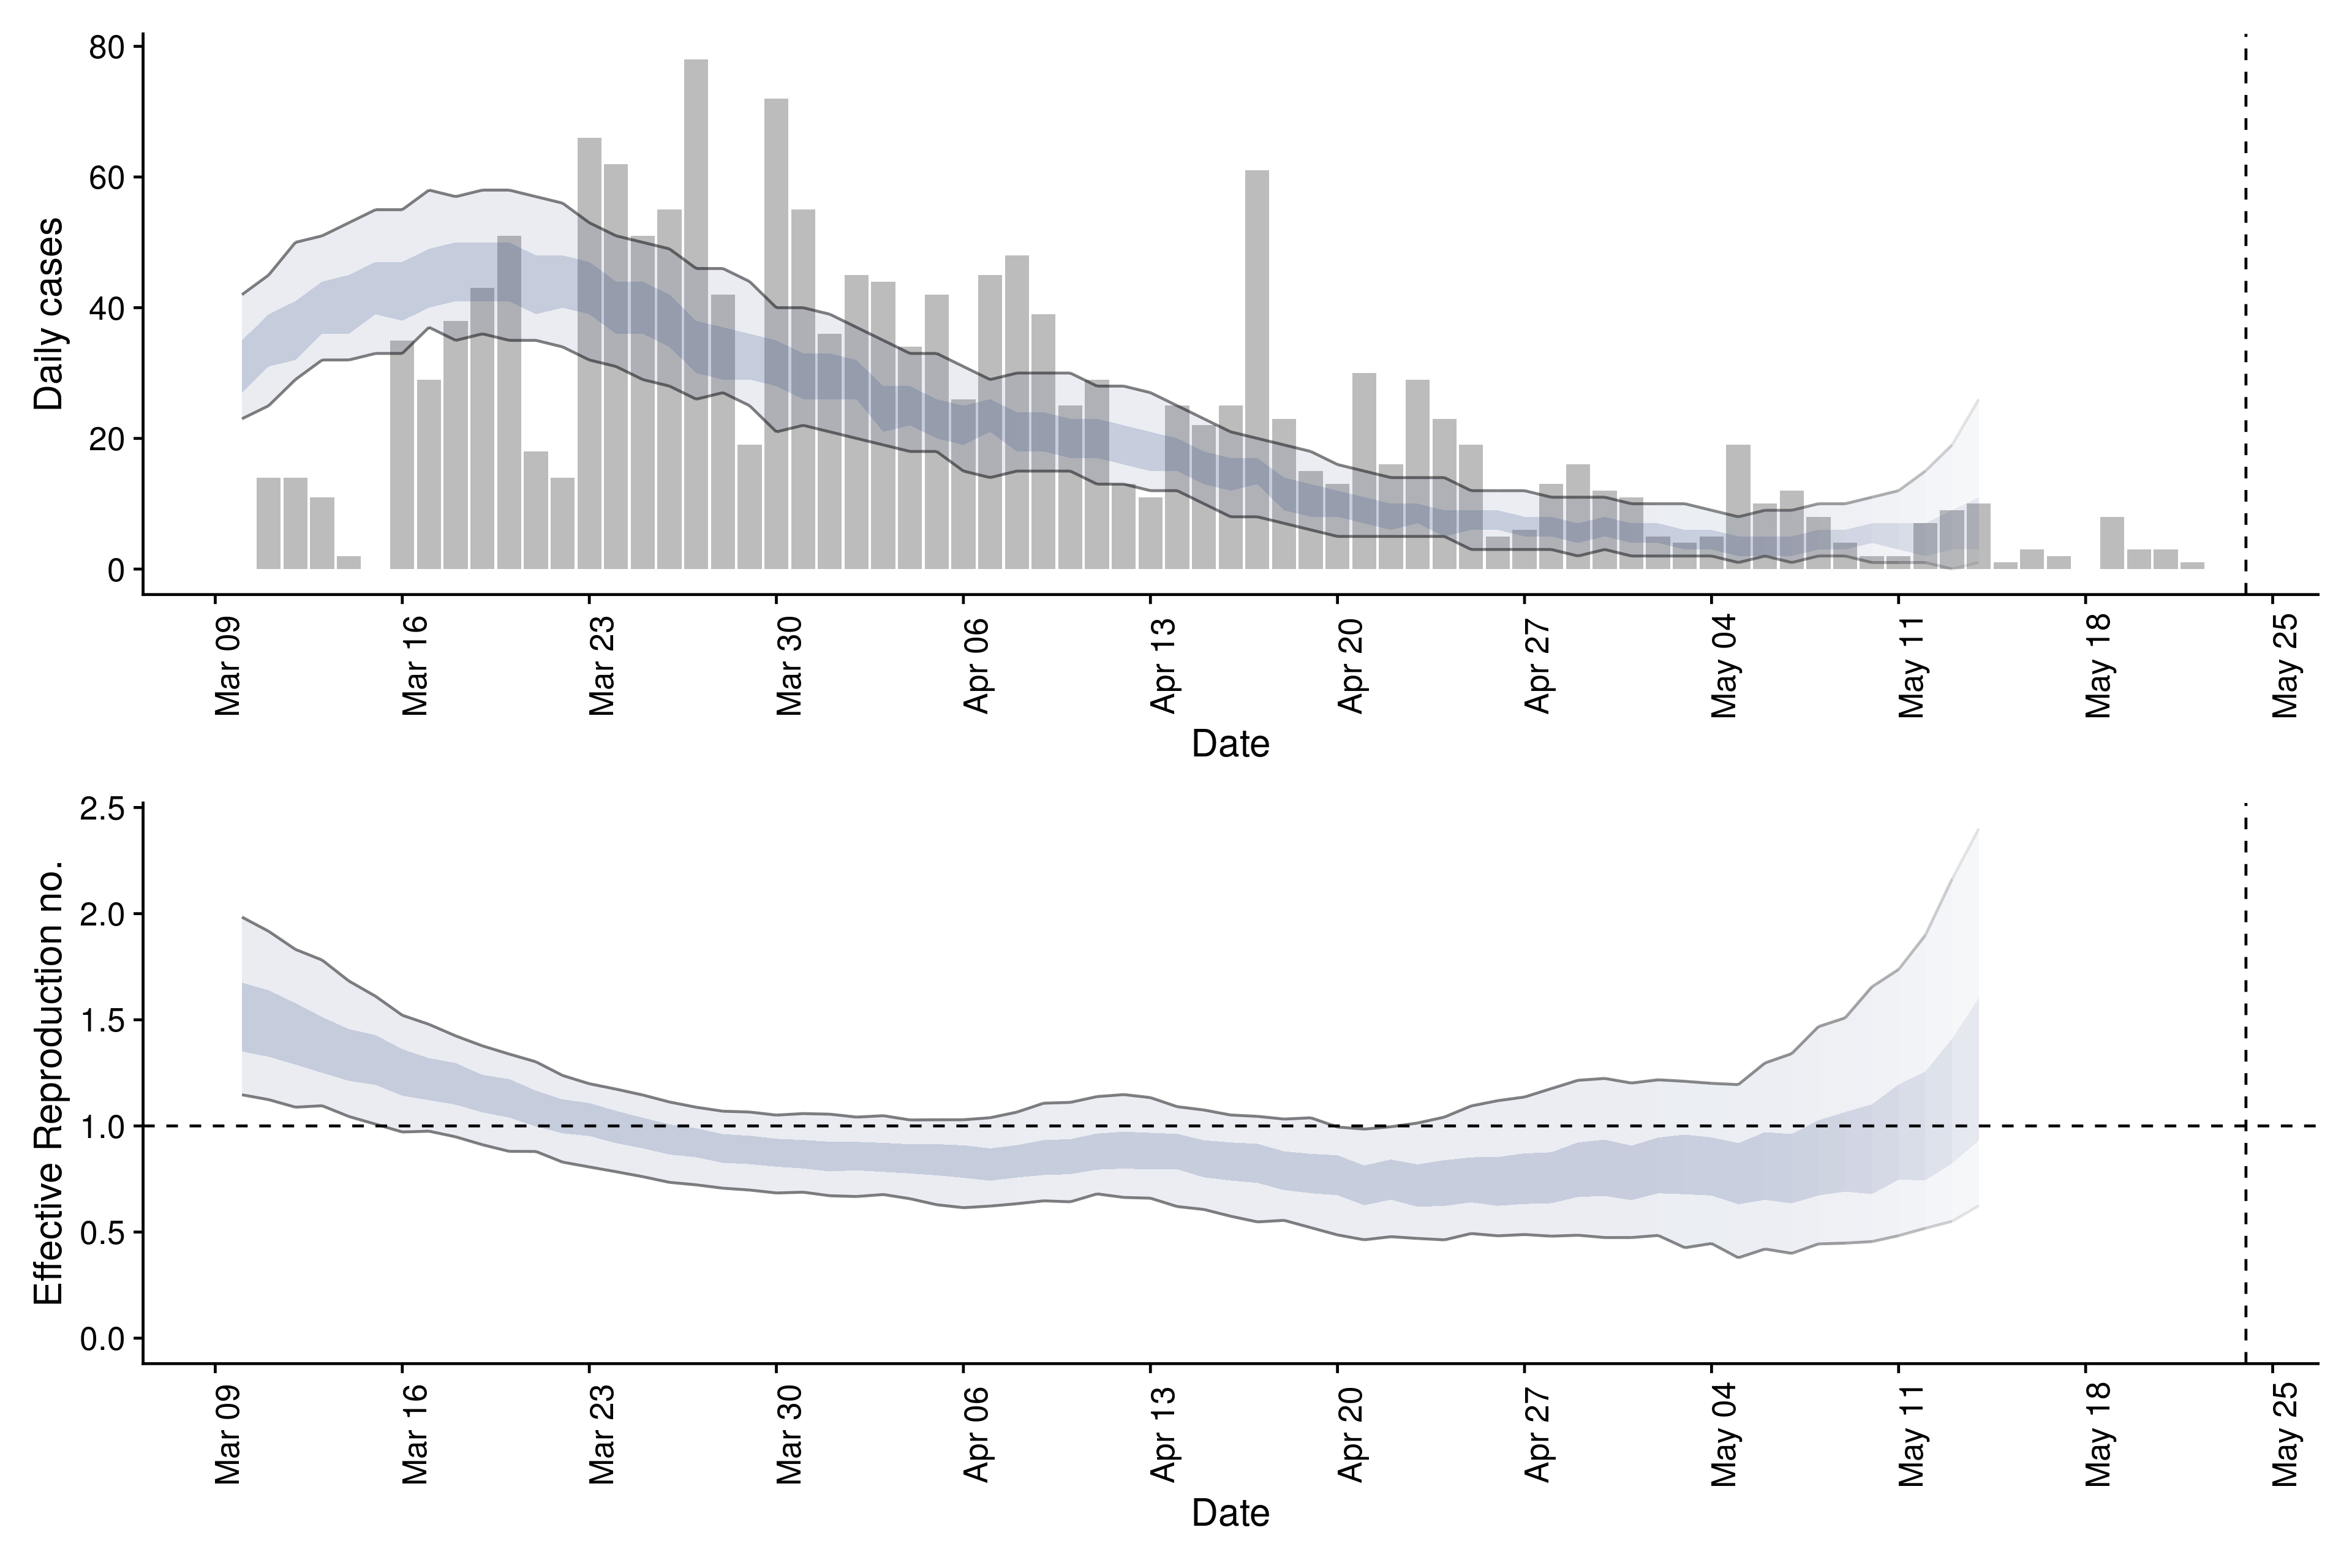 Daily cases
80
60
40
20
0
Mar 09
Mar 16
Mar 23
Mar 30
Apr 06
Apr 13
Apr 20
Apr 27
May 04
May 11
May 18
May 25
Date
Effective Reproduction no.
2.5
2.0
1.5
1.0
0.5
0.0
Mar 09
Mar 16
Mar 23
Mar 30
Apr 06
Apr 13
Apr 20
Apr 27
May 04
May 11
May 18
May 25
Date